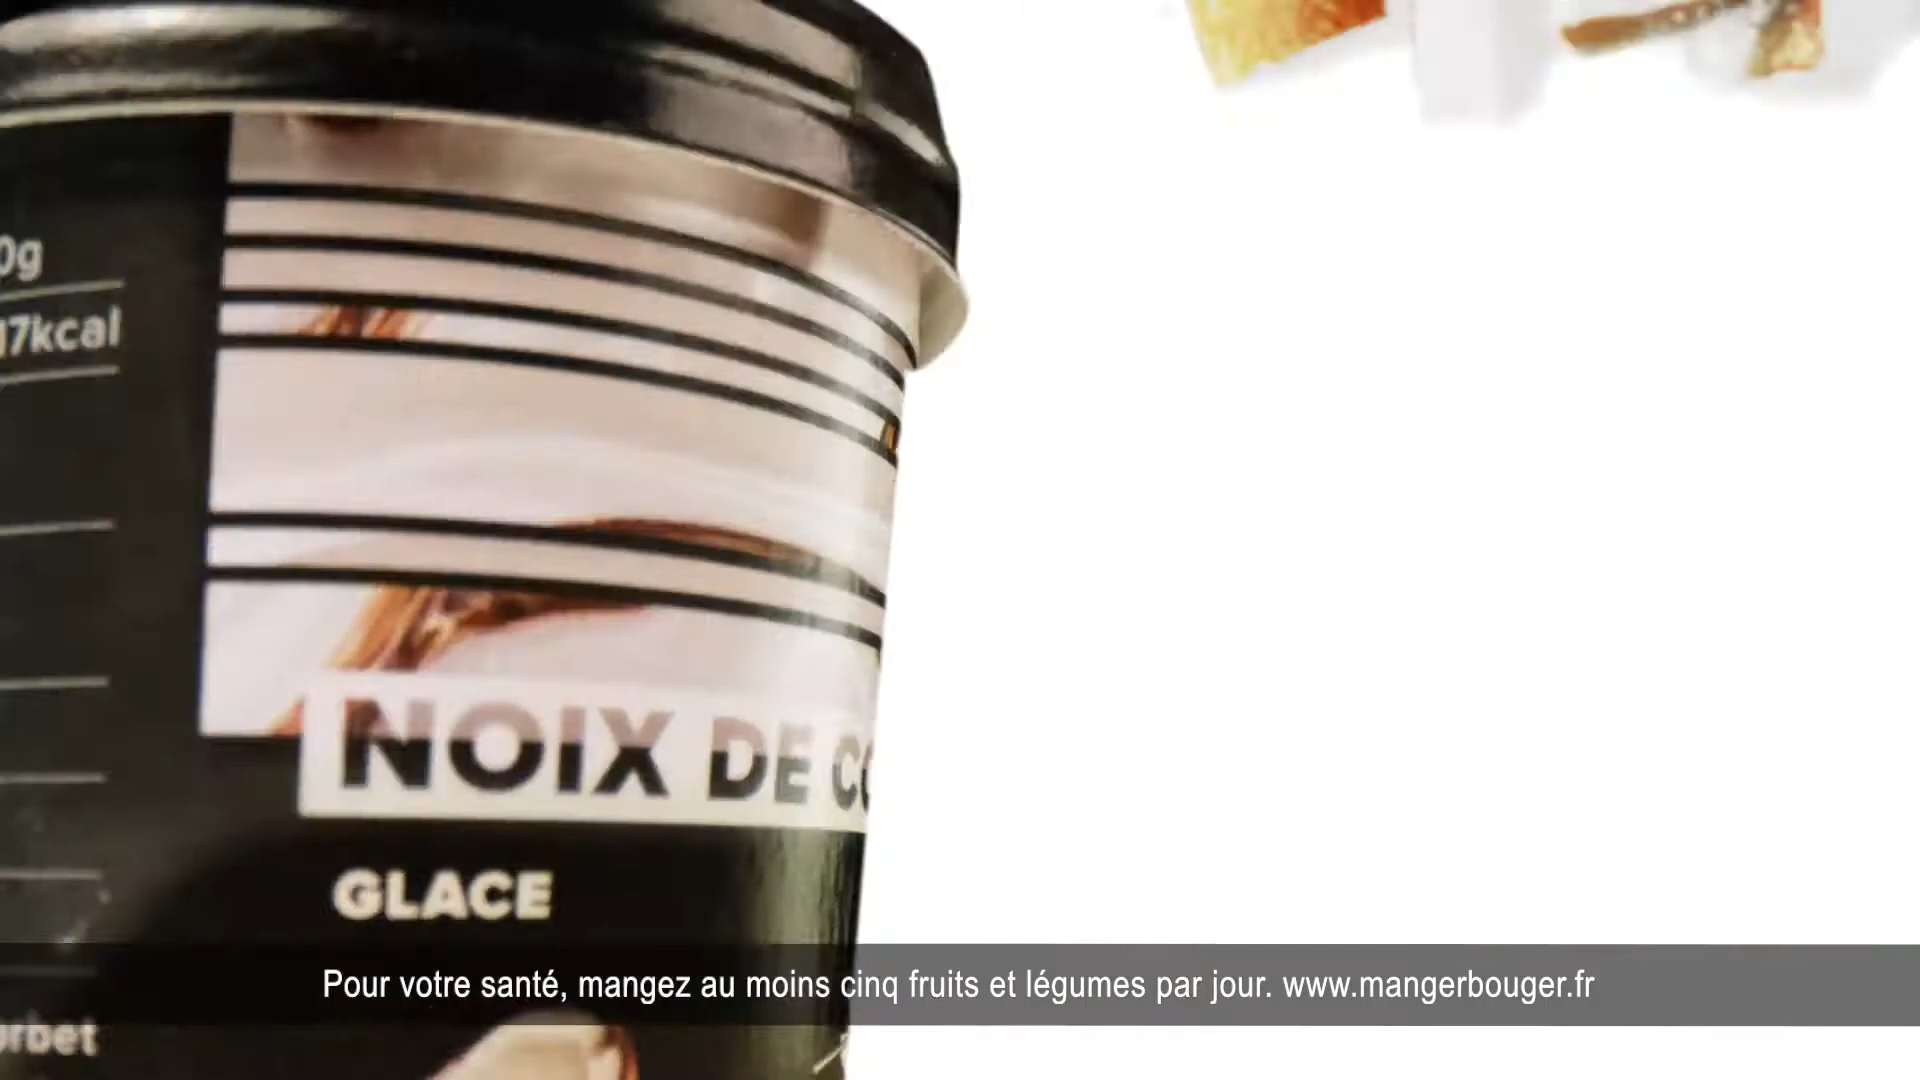 0g
17kcal
NOIX DE
GLACE
Pour votre santé, mangez au moins cinq fruits et légumes par jour. www.mangerbouger.fr